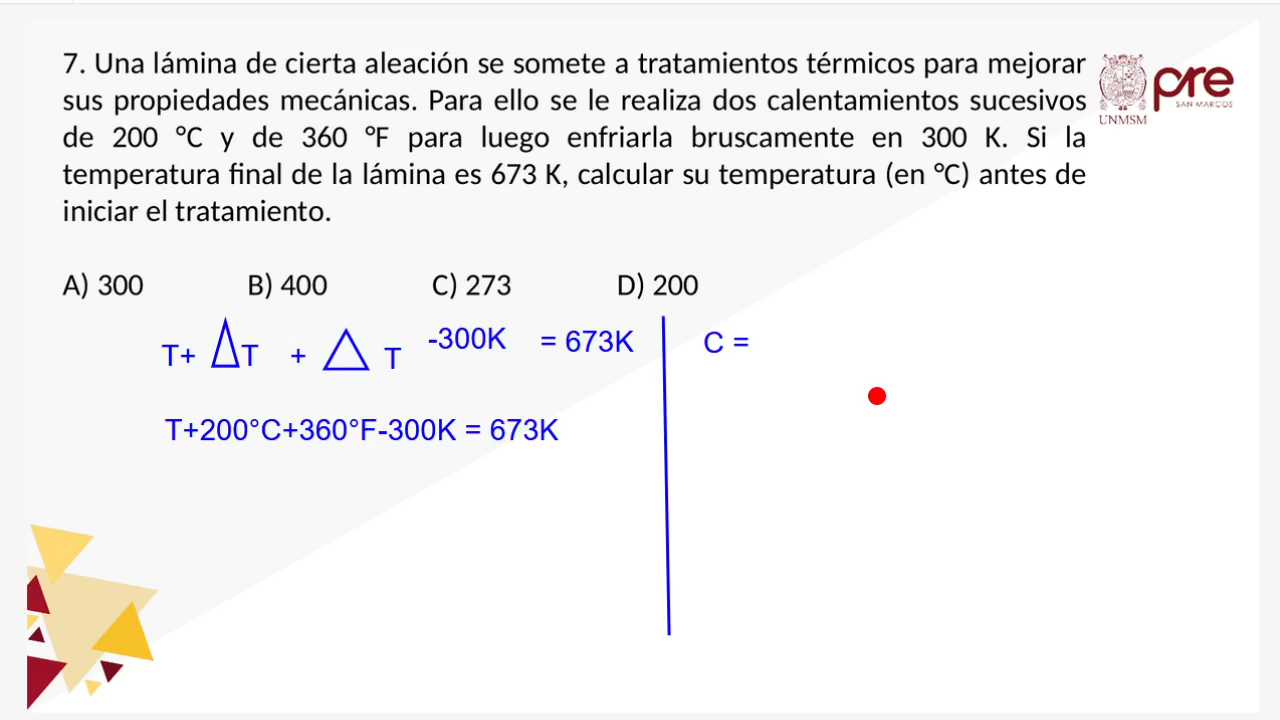 7. Una lámina de cierta aleación se somete a tratamientos térmicos para mejorar
sus propiedades mecánicas. Para ello se le realiza dos calentamientos sucesivos
de 200 °C y de 360 °F para luego enfriarla bruscamente en 300 K. Si la
temperatura final de la lámina es 673 K, calcular su temperatura (en °C) antes de
iniciar el tratamiento.
UNMSM
pre
SAN MARCOS
A) 300 B) 400 C) 273 D) 200
T+ △T + △ T -300K = 673K
C =
T+200°C+360°F-300K = 673K